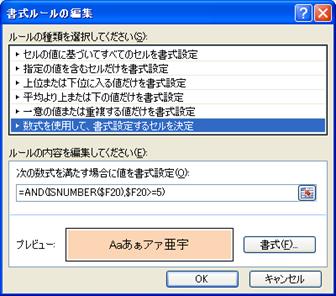 書式ルールの編集
ルールの種類を選択してください(S):
► セルの値に基づいてすべてのセルを書式設定
► 指定の値を含むセルだけを書式設定
► 上位または下位に入る値だけを書式設定
► 平均より上または下の値だけを書式設定
► 一意の値または重複する値だけを書式設定
► 数式を使用して、書式設定するセルを決定
ルールの内容を編集してください(E):
次の数式を満たす場合に値を書式設定(O):
=AND(ISNUMBER($F20),$F20>=5)
プレビュー: Aaあぁアァ亜宇 書式(F)...
OK キャンセル